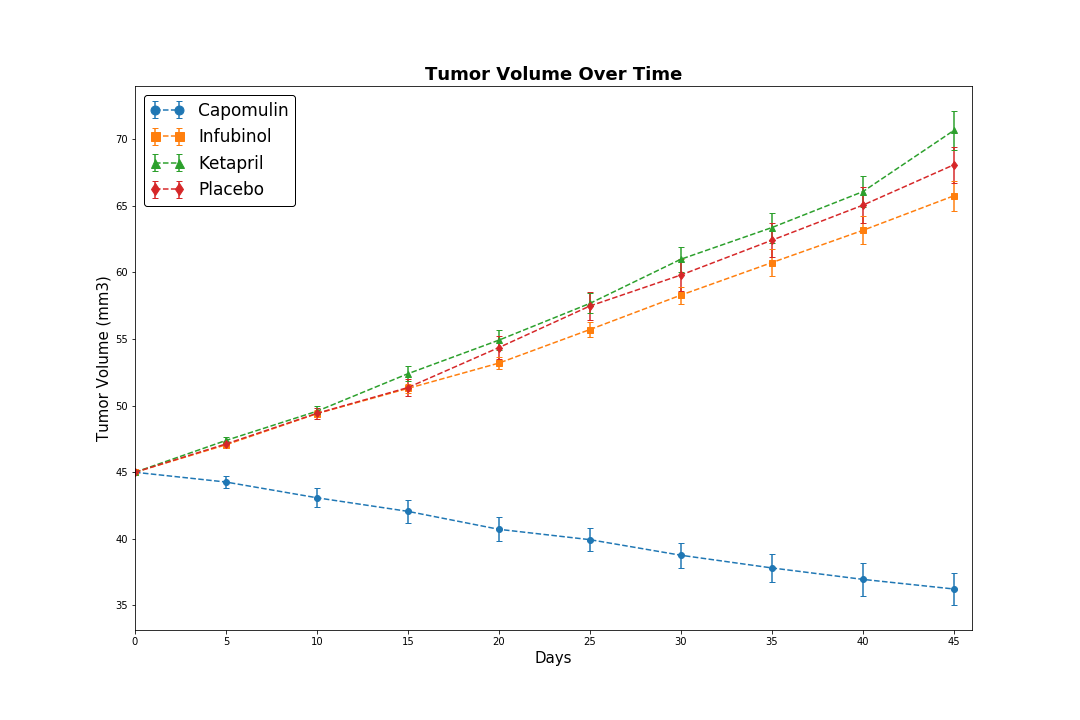 Tumor Volume Over Time
Capomulin
Infubinol
Ketapril
Placebo
Tumor Volume (mm3)
70
65
60
55
50
45
40
35
0 5 10 15 20 25 30 35 40 45
Days